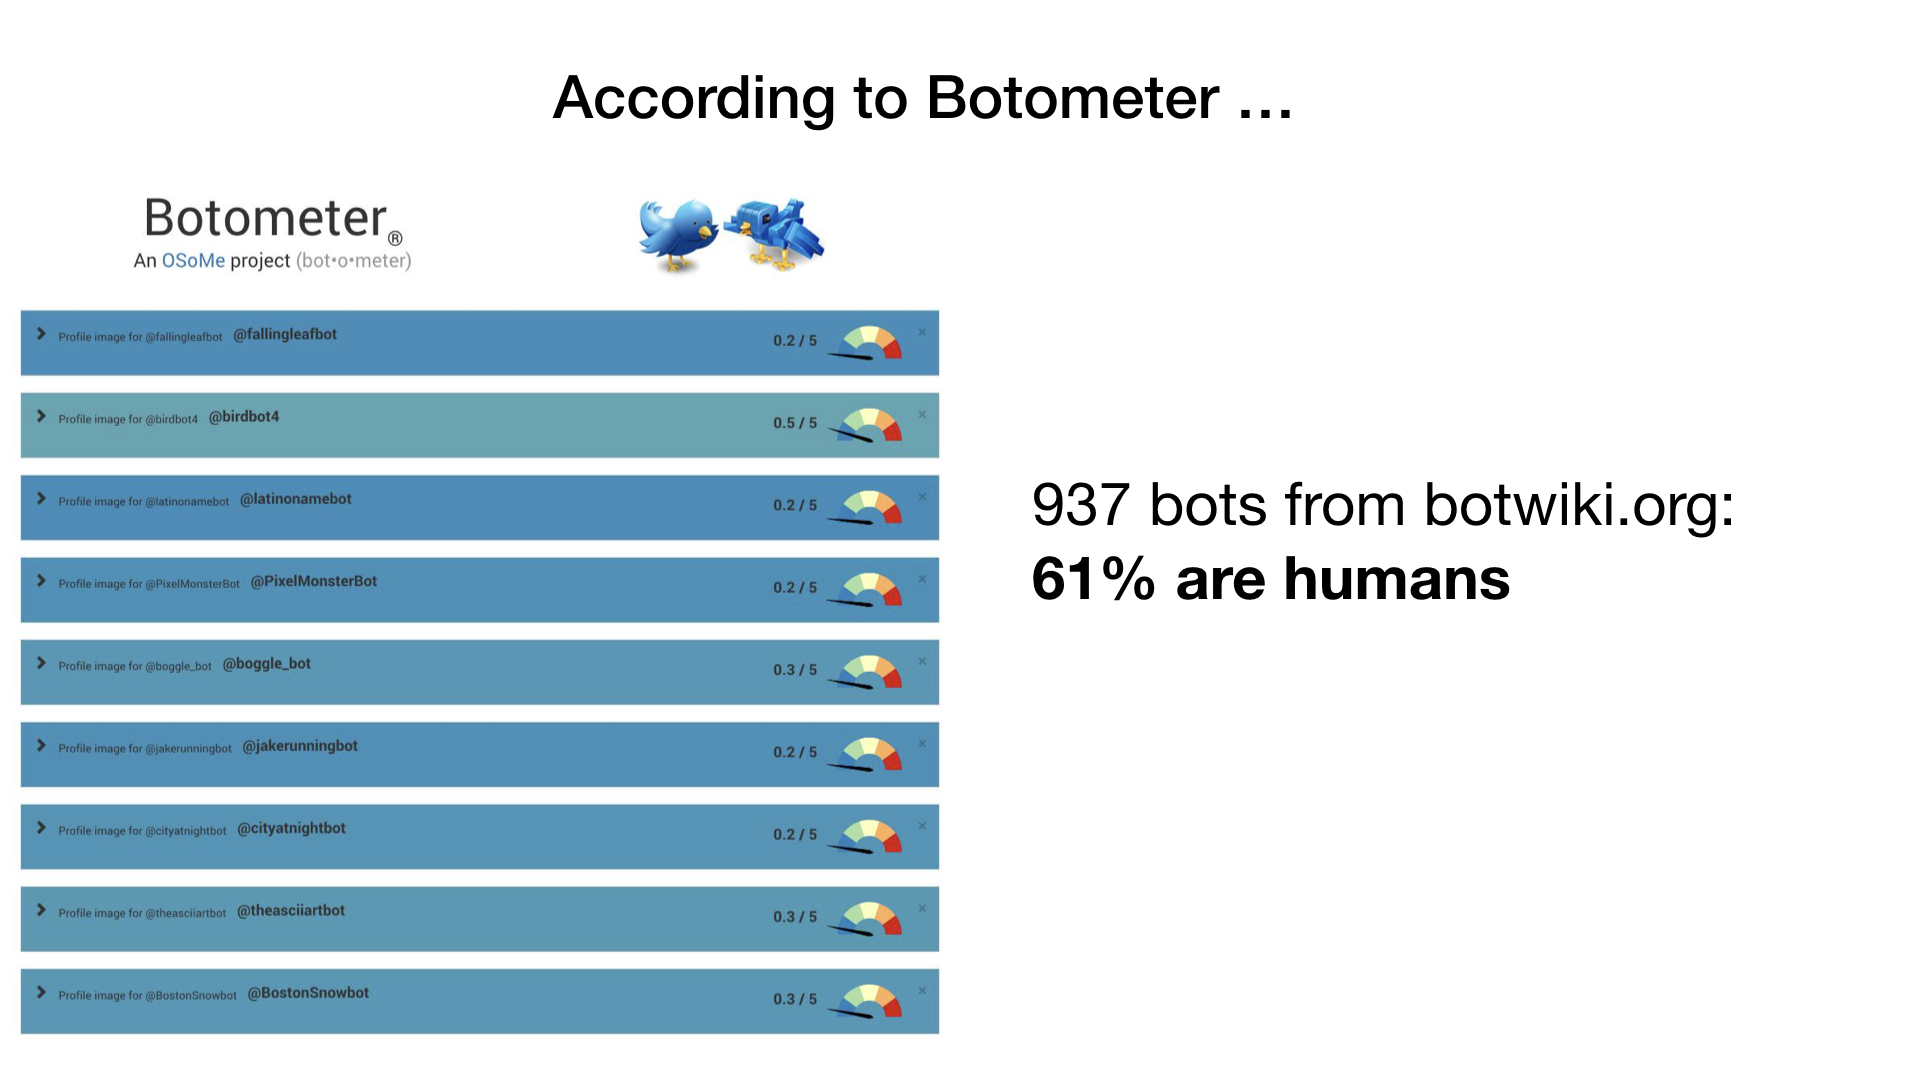 According to Botometer …
Botometer®
An OSoMe project (bot•o•meter)
Profile image for @fallingleafbot @fallingleafbot 0.2 / 5 ×
Profile image for @birdbot4 @birdbot4 0.5 / 5 ×
Profile image for @latinonamebot @latinonamebot 0.2 / 5 ×
Profile image for @PixelMonsterBot @PixelMonsterBot 0.2 / 5 ×
Profile image for @boggle_bot @boggle_bot 0.3 / 5 ×
Profile image for @jakerunningbot @jakerunningbot 0.2 / 5 ×
Profile image for @cityatnightbot @cityatnightbot 0.2 / 5 ×
Profile image for @theasciiartbot @theasciiartbot 0.3 / 5 ×
Profile image for @BostonSnowbot @BostonSnowbot 0.3 / 5 ×
937 bots from botwiki.org:
61% are humans